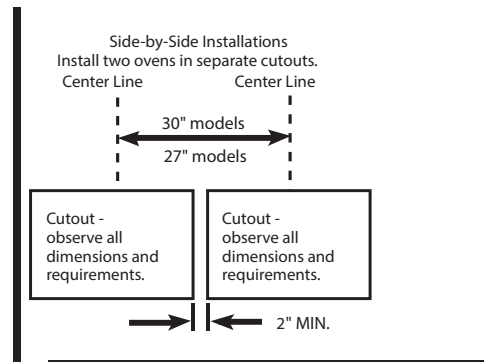 Side-by-Side Installations
Install two ovens in separate cutouts.
Center Line Center Line
30" models
27" models
Cutout -
observe all
dimensions and
requirements.
Cutout -
observe all
dimensions and
requirements.
2" MIN.